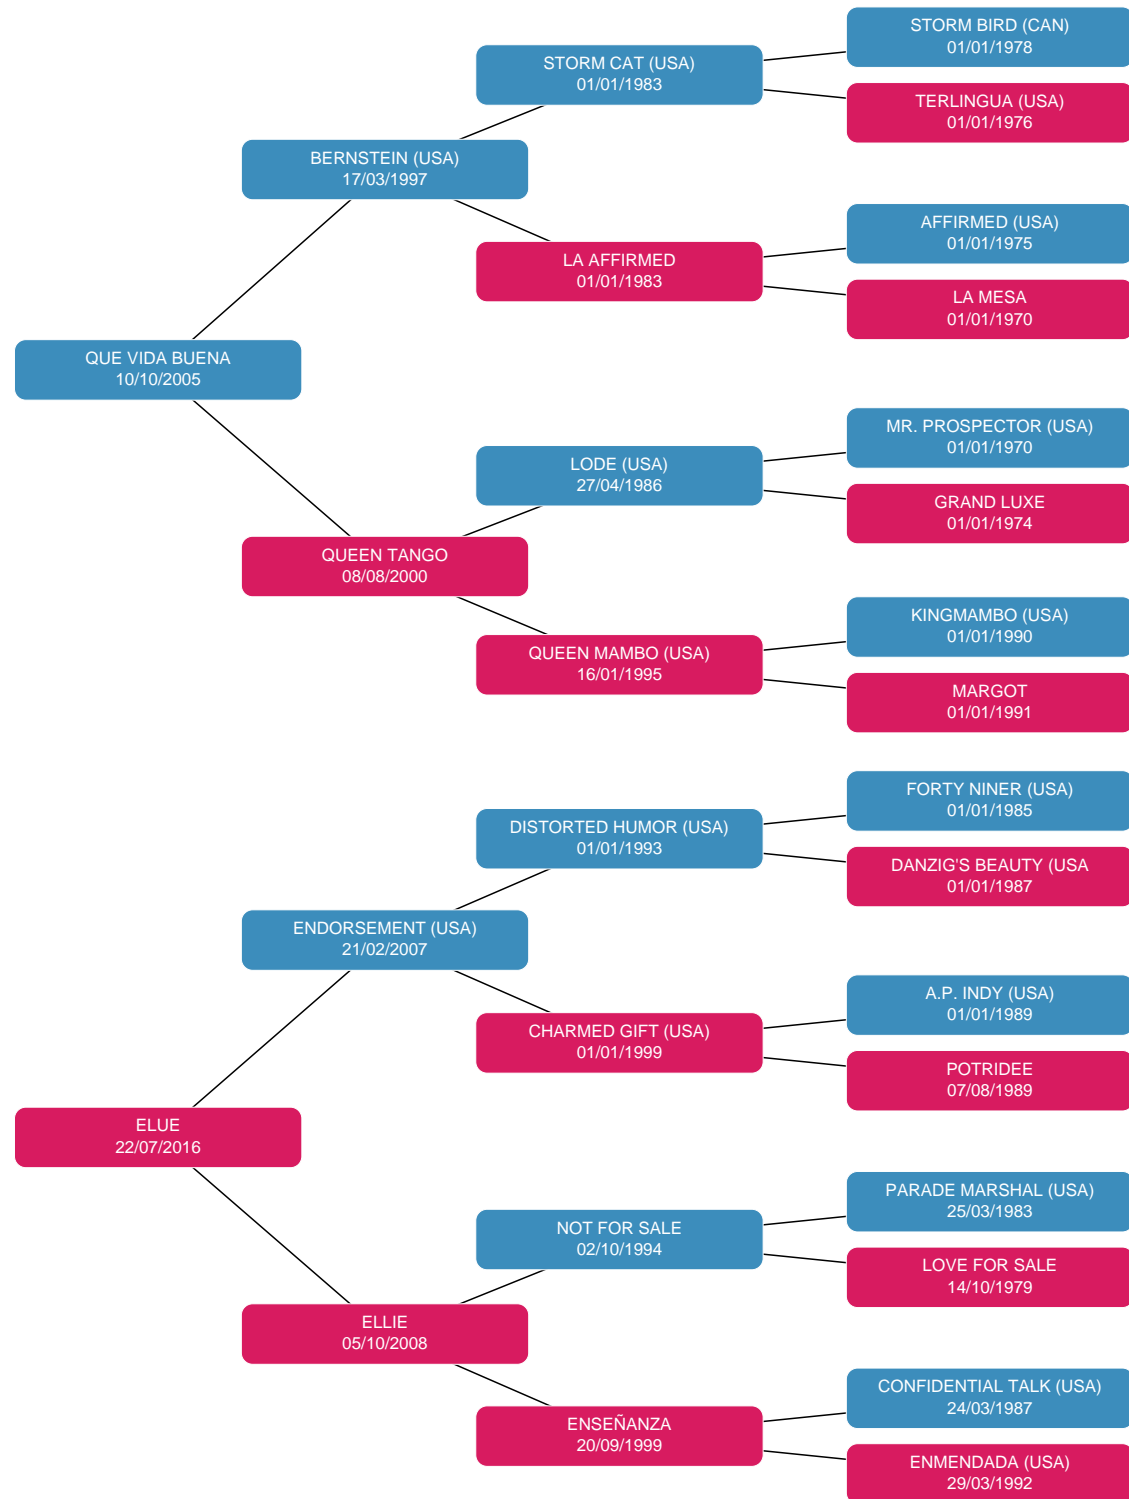 STORM BIRD (CAN)
01/01/1978
STORM CAT (USA)
01/01/1983
TERLINGUA (USA)
01/01/1976
BERNSTEIN (USA)
17/03/1997
AFFIRMED (USA)
01/01/1975
LA AFFIRMED
01/01/1983
LA MESA
01/01/1970
QUE VIDA BUENA
10/10/2005
MR. PROSPECTOR (USA)
01/01/1970
LODE (USA)
27/04/1986
GRAND LUXE
01/01/1974
QUEEN TANGO
08/08/2000
KINGMAMBO (USA)
01/01/1990
QUEEN MAMBO (USA)
16/01/1995
MARGOT
01/01/1991
FORTY NINER (USA)
01/01/1985
DISTORTED HUMOR (USA)
01/01/1993
DANZIG'S BEAUTY (USA
01/01/1987
ENDORSEMENT (USA)
21/02/2007
A.P. INDY (USA)
01/01/1989
CHARMED GIFT (USA)
01/01/1999
POTRIDEE
07/08/1989
ELUE
22/07/2016
PARADE MARSHAL (USA)
25/03/1983
NOT FOR SALE
02/10/1994
LOVE FOR SALE
14/10/1979
ELLIE
05/10/2008
CONFIDENTIAL TALK (USA)
24/03/1987
ENSEÑANZA
20/09/1999
ENMENDADA (USA)
29/03/1992